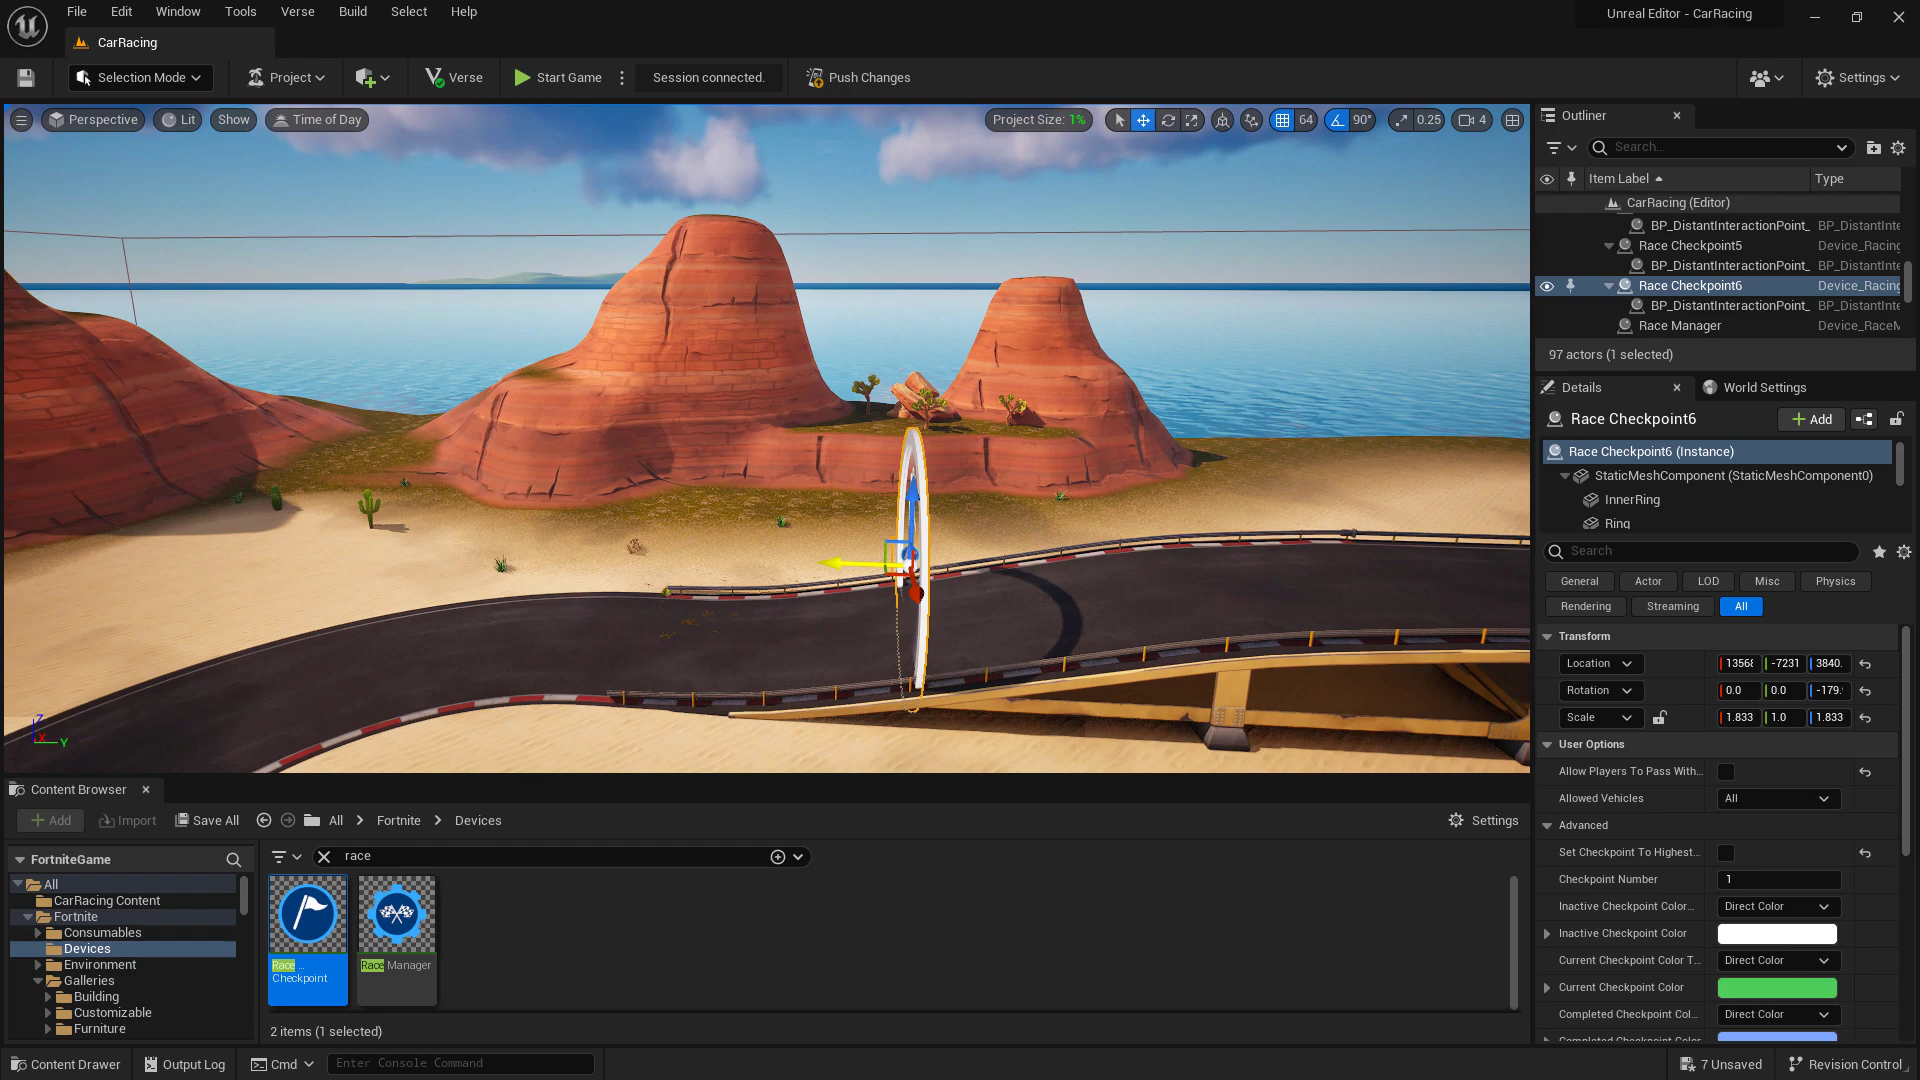 File Edit Window Tools Verse Build Select Help
Unreal Editor - CarRacing
CarRacing
Selection Mode
Project
Verse
Start Game
Session connected.
Push Changes
Settings
Perspective
Lit
Show
Time of Day
Project Size: 1%
64
90°
0.25
4
Z
X
Y
Outliner
Search...
Item Label
Type
CarRacing (Editor)
BP_DistantInteractionPoint_ BP_DistantInte
Race Checkpoint5 Device_Racing
BP_DistantInteractionPoint_ BP_DistantInte
Race Checkpoint6 Device_Racing
BP_DistantInteractionPoint_ BP_DistantInte
Race Manager Device_RaceM
97 actors (1 selected)
Details
World Settings
Race Checkpoint6
Add
Race Checkpoint6 (Instance)
StaticMeshComponent (StaticMeshComponent0)
InnerRing
Ring
Search
General Actor LOD Misc Physics
Rendering Streaming All
Transform
Location 13568 -7231 3840.
Rotation 0.0 0.0 -179.
Scale 1.833 1.0 1.833
User Options
Allow Players To Pass With...
Allowed Vehicles All
Advanced
Set Checkpoint To Highest...
Checkpoint Number 1
Inactive Checkpoint Color... Direct Color
Inactive Checkpoint Color
Current Checkpoint Color T... Direct Color
Current Checkpoint Color
Completed Checkpoint Col... Direct Color
Completed Checkpoint Color
Content Browser
Add
Import
Save All
All
Fortnite
Devices
Settings
FortniteGame
race
All
CarRacing Content
Fortnite
Consumables
Devices
Environment
Galleries
Building
Customizable
Furniture
Race ...
Checkpoint
Race Manager
2 items (1 selected)
Content Drawer
Output Log
Cmd
Enter Console Command
7 Unsaved
Revision Control